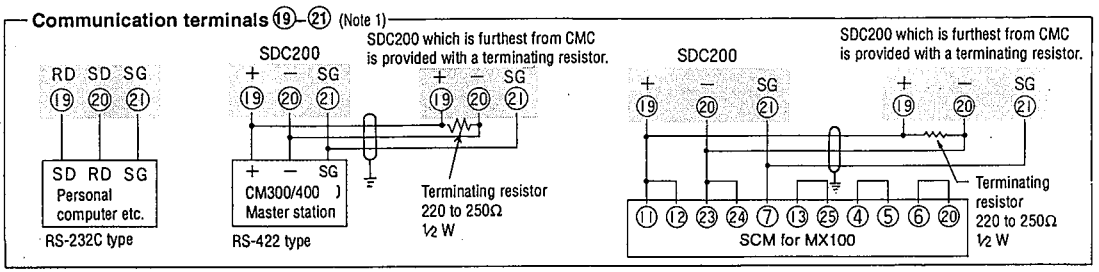 Communication terminals ⑲–㉑ (Note 1)
RD SD RD SG
⑲ ⑳ ㉑
SD RD SG
Personal
computer etc.
RS-232C type
SDC200
+ − SG
⑲ ⑳ ㉑
+ − SG
CM300/400 )
Master station
RS-422 type
SDC200 which is furthest from CMC
is provided with a terminating resistor.
+ − SG
⑲ ⑳ ㉑
Terminating resistor
220 to 250Ω
½ W
SDC200
+ − SG
⑲ ⑳ ㉑
SDC200 which is furthest from CMC
is provided with a terminating resistor.
+ − SG
⑲ ⑳ ㉑
Terminating
resistor
220 to 250Ω
½ W
⑪ ⑫ ㉓ ㉔ ⑦ ⑬ ㉕ ④ ⑤ ⑥ ⑳
SCM for MX100